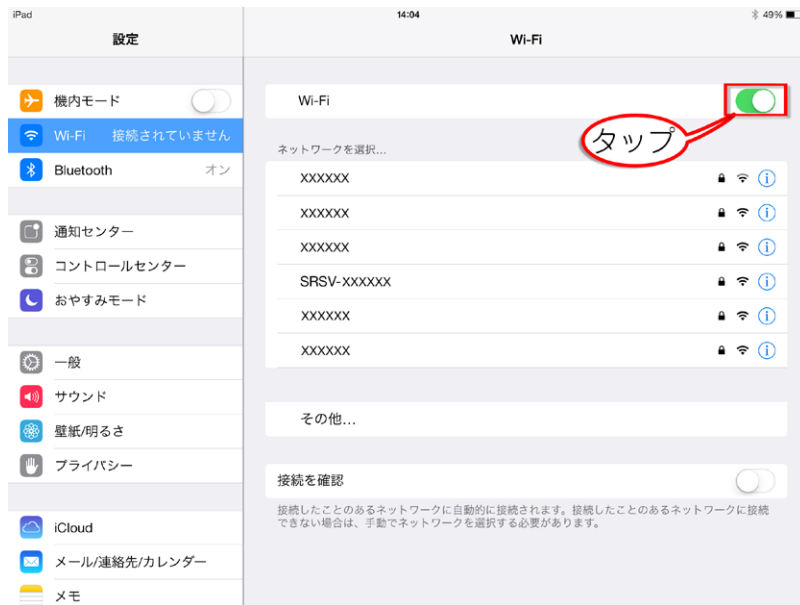 iPad
14:04
49%
設定
Wi-Fi
機内モード
Wi-Fi 接続されていません
Bluetooth オン
通知センター
コントロールセンター
おやすみモード
一般
サウンド
壁紙/明るさ
プライバシー
iCloud
メール/連絡先/カレンダー
メモ
Wi-Fi
タップ
ネットワークを選択...
XXXXXX
XXXXXX
XXXXXX
SRSV-XXXXXX
XXXXXX
XXXXXX
その他...
接続を確認
接続したことのあるネットワークに自動的に接続されます。接続したことのあるネットワークに接続
できない場合は、手動でネットワークを選択する必要があります。